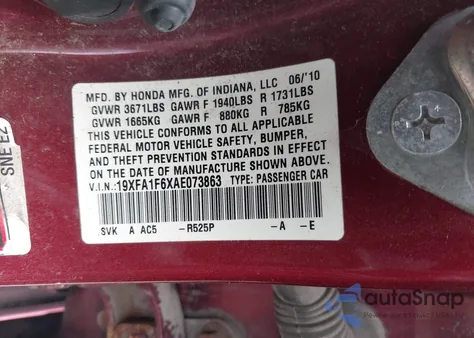 MFD. BY HONDA MFG. OF INDIANA, LLC 06/'10
GVWR 3671LBS GAWR F 1940LBS R 1731LBS
GVWR 1665KG GAWR F 880KG R 785KG
THIS VEHICLE CONFORMS TO ALL APPLICABLE
FEDERAL MOTOR VEHICLE SAFETY, BUMPER,
AND THEFT PREVENTION STANDARDS IN EFFECT
ON THE DATE OF MANUFACTURE SHOWN ABOVE.
V.I.N.:19XFA1F6XAE073863 TYPE: PASSENGER CAR
SVK A AC5 -R525P -A -E
SNE EZ
autoSnap